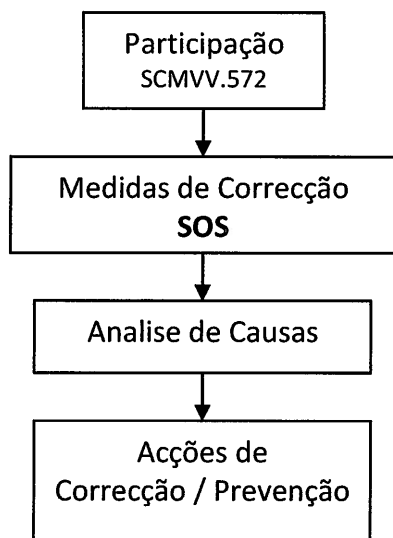 Participação
SCMVV.572
Medidas de Correcção
SOS
Analise de Causas
Acções de
Correcção / Prevenção